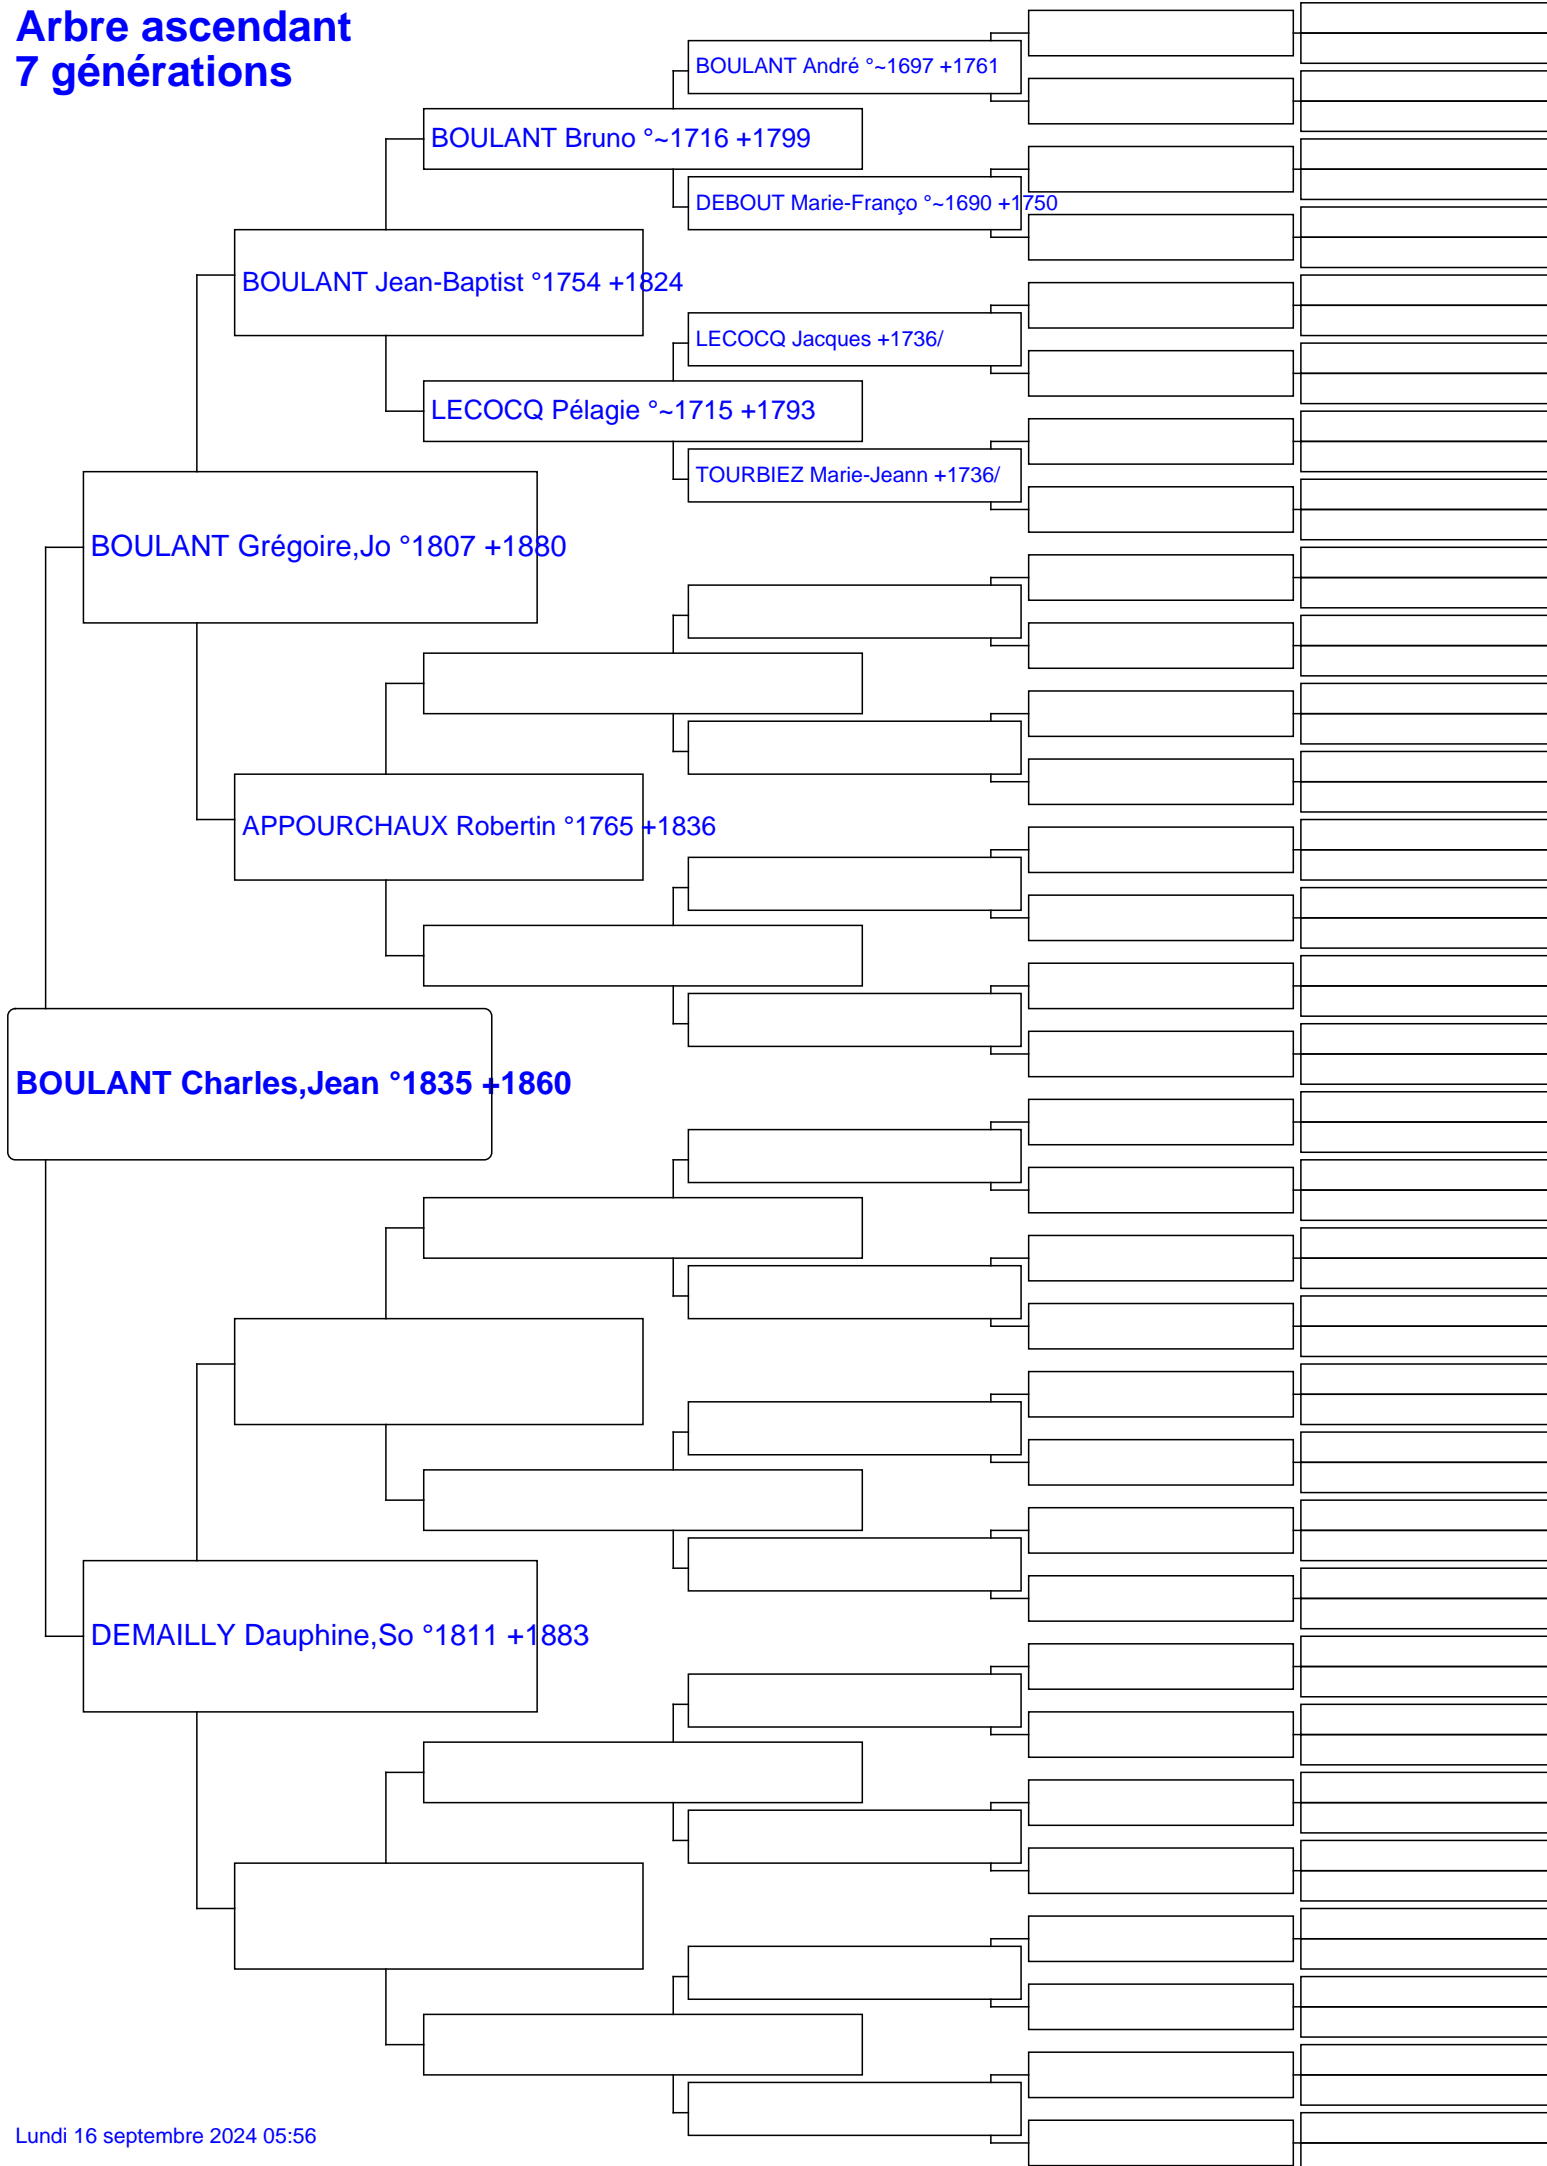 Arbre ascendant
7 générations
BOULANT André °~1697 +1761
BOULANT Bruno °~1716 +1799
DEBOUT Marie-Franço °~1690 +1750
BOULANT Jean-Baptist °1754 +1824
LECOCQ Jacques +1736/
LECOCQ Pélagie °~1715 +1793
TOURBIEZ Marie-Jeann +1736/
BOULANT Grégoire,Jo °1807 +1880
APPOURCHAUX Robertin °1765 +1836
BOULANT Charles,Jean °1835 +1860
DEMAILLY Dauphine,So °1811 +1883
Lundi 16 septembre 2024 05:56